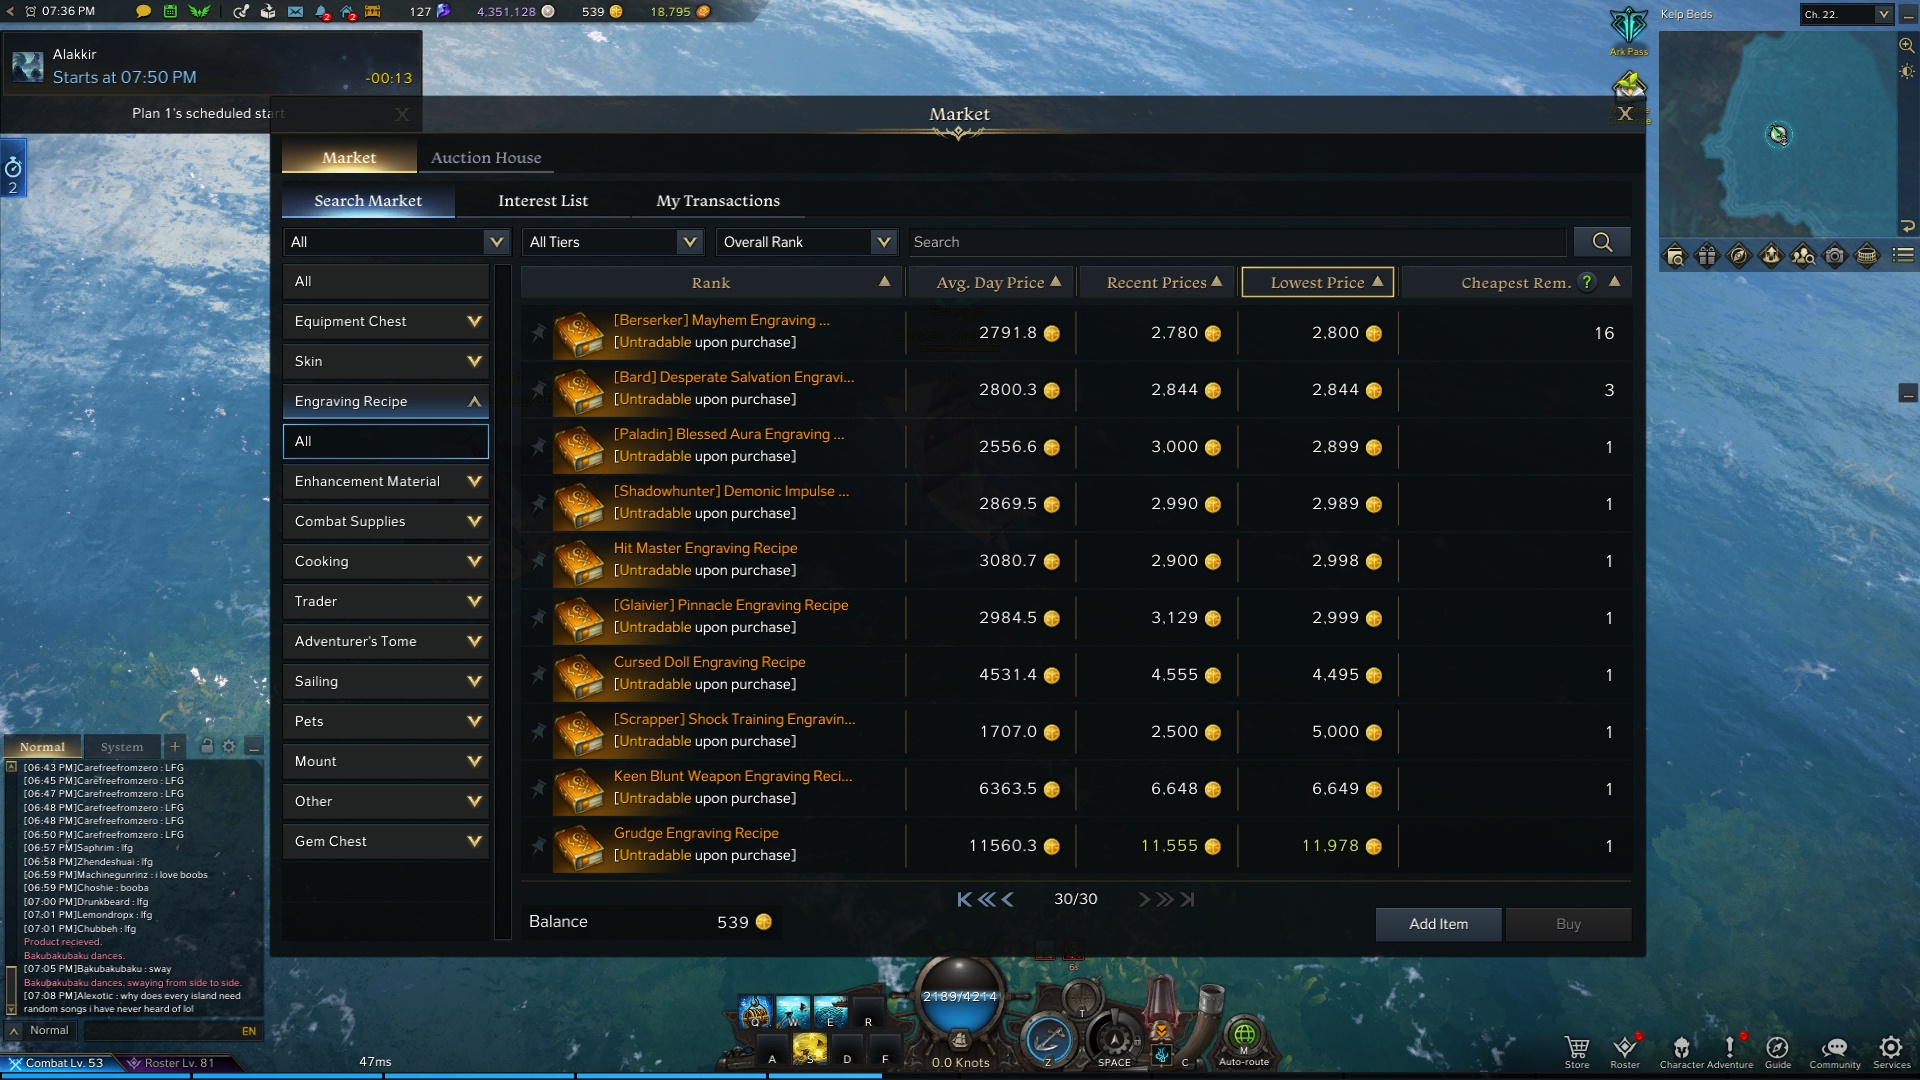 07:36 PM
2
2
127
4,351,128
539
18,795
Alakkir
Starts at 07:50 PM
-00:13
Plan 1's scheduled start
X
2
Ark Pass
Kelp Beds
Ch. 22.
Market
X
Market
Auction House
Search Market
Interest List
My Transactions
All
All Tiers
Overall Rank
Search
All
Equipment Chest
Skin
Engraving Recipe
All
Enhancement Material
Combat Supplies
Cooking
Trader
Adventurer's Tome
Sailing
Pets
Mount
Other
Gem Chest
Rank
Avg. Day Price
Recent Prices
Lowest Price
Cheapest Rem. ?
[Berserker] Mayhem Engraving ...
[Untradable upon purchase]
2791.8
2,780
2,800
16
[Bard] Desperate Salvation Engravi...
[Untradable upon purchase]
2800.3
2,844
2,844
3
[Paladin] Blessed Aura Engraving ...
[Untradable upon purchase]
2556.6
3,000
2,899
1
[Shadowhunter] Demonic Impulse ...
[Untradable upon purchase]
2869.5
2,990
2,989
1
Hit Master Engraving Recipe
[Untradable upon purchase]
3080.7
2,900
2,998
1
[Glaivier] Pinnacle Engraving Recipe
[Untradable upon purchase]
2984.5
3,129
2,999
1
Cursed Doll Engraving Recipe
[Untradable upon purchase]
4531.4
4,555
4,495
1
[Scrapper] Shock Training Engravin...
[Untradable upon purchase]
1707.0
2,500
5,000
1
Keen Blunt Weapon Engraving Reci...
[Untradable upon purchase]
6363.5
6,648
6,649
1
Grudge Engraving Recipe
[Untradable upon purchase]
11560.3
11,555
11,978
1
30/30
Balance
539
Add Item
Buy
Normal
System
+
[06:43 PM]Carefreefromzero : LFG
[06:45 PM]Carefreefromzero : LFG
[06:47 PM]Carefreefromzero : LFG
[06:48 PM]Carefreefromzero : LFG
[06:48 PM]Carefreefromzero : LFG
[06:50 PM]Carefreefromzero : LFG
[06:57 PM]Saphrim : lfg
[06:58 PM]Zhendeshuai : lfg
[06:59 PM]Machinegunrinz : i love boobs
[06:59 PM]Choshie : booba
[07:00 PM]Drunkbeard : lfg
[07:01 PM]Lemondropx : lfg
[07:01 PM]Chubbeh : lfg
Product recieved.
Bakubakubaku dances.
[07:05 PM]Bakubakubaku : sway
Bakubakubaku dances, swaying from side to side.
[07:08 PM]Alexotic : why does every island need
random songs i have never heard of lol
Normal
EN
Combat Lv. 53
Roster Lv. 81
47ms
Q
W
E
R
A
S
D
F
6s
2189/4214
0.0 Knots
Z
T
SPACE
C
M
Auto-route
Store
Roster
Character
Adventure
Guide
Community
Services